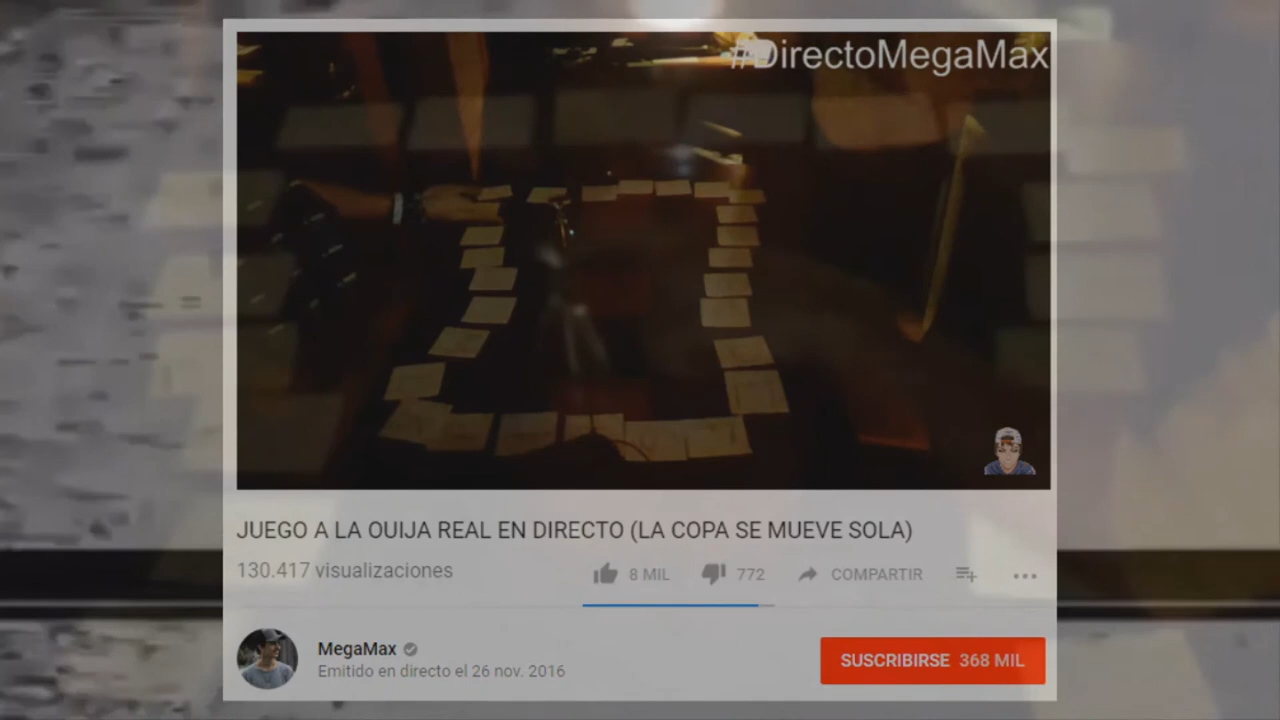 #DirectoMegaMax
JUEGO A LA OUIJA REAL EN DIRECTO (LA COPA SE MUEVE SOLA)
130.417 visualizaciones
8 MIL
772
COMPARTIR
MegaMax
Emitido en directo el 26 nov. 2016
SUSCRIBIRSE 368 MIL